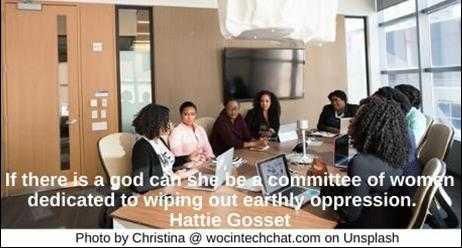 If there is a god can she be a committee of women
dedicated to wiping out earthly oppression.
Hattie Gosset
Photo by Christina @ wocintechchat.com on Unsplash